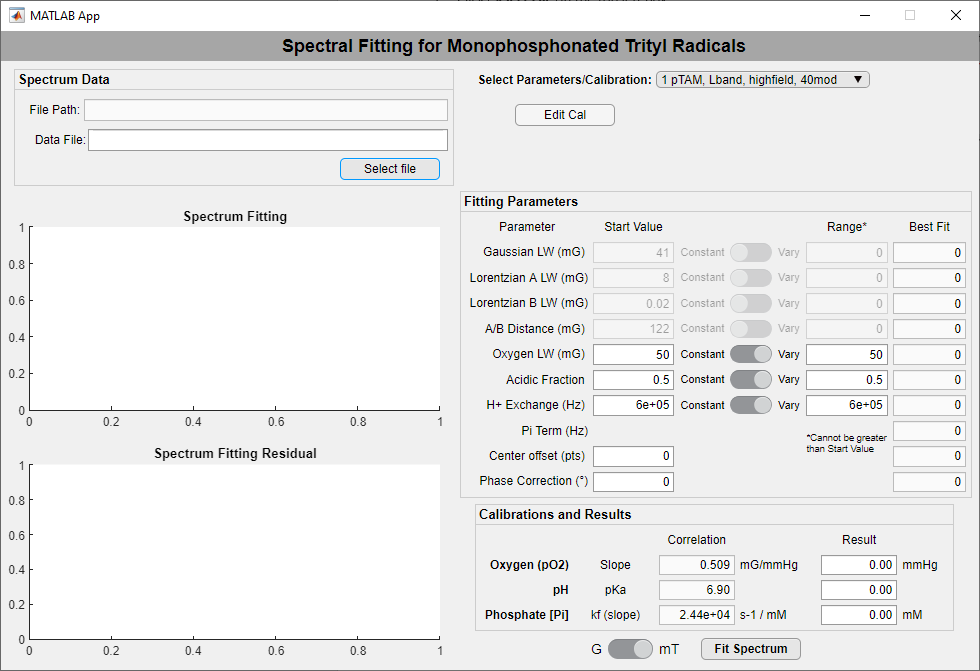 MATLAB App
Spectral Fitting for Monophosphonated Trityl Radicals
Spectrum Data
File Path:
Data File:
Select file
Select Parameters/Calibration: 1 pTAM, Lband, highfield, 40mod
Edit Cal
Spectrum Fitting
1
0.8
0.6
0.4
0.2
0
0 0.2 0.4 0.6 0.8 1
Spectrum Fitting Residual
1
0.8
0.6
0.4
0.2
0
0 0.2 0.4 0.6 0.8 1
Fitting Parameters
Parameter Start Value Range* Best Fit
Gaussian LW (mG) 41 Constant Vary 0 0
Lorentzian A LW (mG) 8 Constant Vary 0 0
Lorentzian B LW (mG) 0.02 Constant Vary 0 0
A/B Distance (mG) 122 Constant Vary 0 0
Oxygen LW (mG) 50 Constant Vary 50 0
Acidic Fraction 0.5 Constant Vary 0.5 0
H+ Exchange (Hz) 6e+05 Constant Vary 6e+05 0
Pi Term (Hz) 0
*Cannot be greater
than Start Value
Center offset (pts) 0 0
Phase Correction (°) 0 0
Calibrations and Results
Correlation Result
Oxygen (pO2) Slope 0.509 mG/mmHg 0.00 mmHg
pH pKa 6.90 0.00
Phosphate [Pi] kf (slope) 2.44e+04 s-1 / mM 0.00 mM
G mT Fit Spectrum